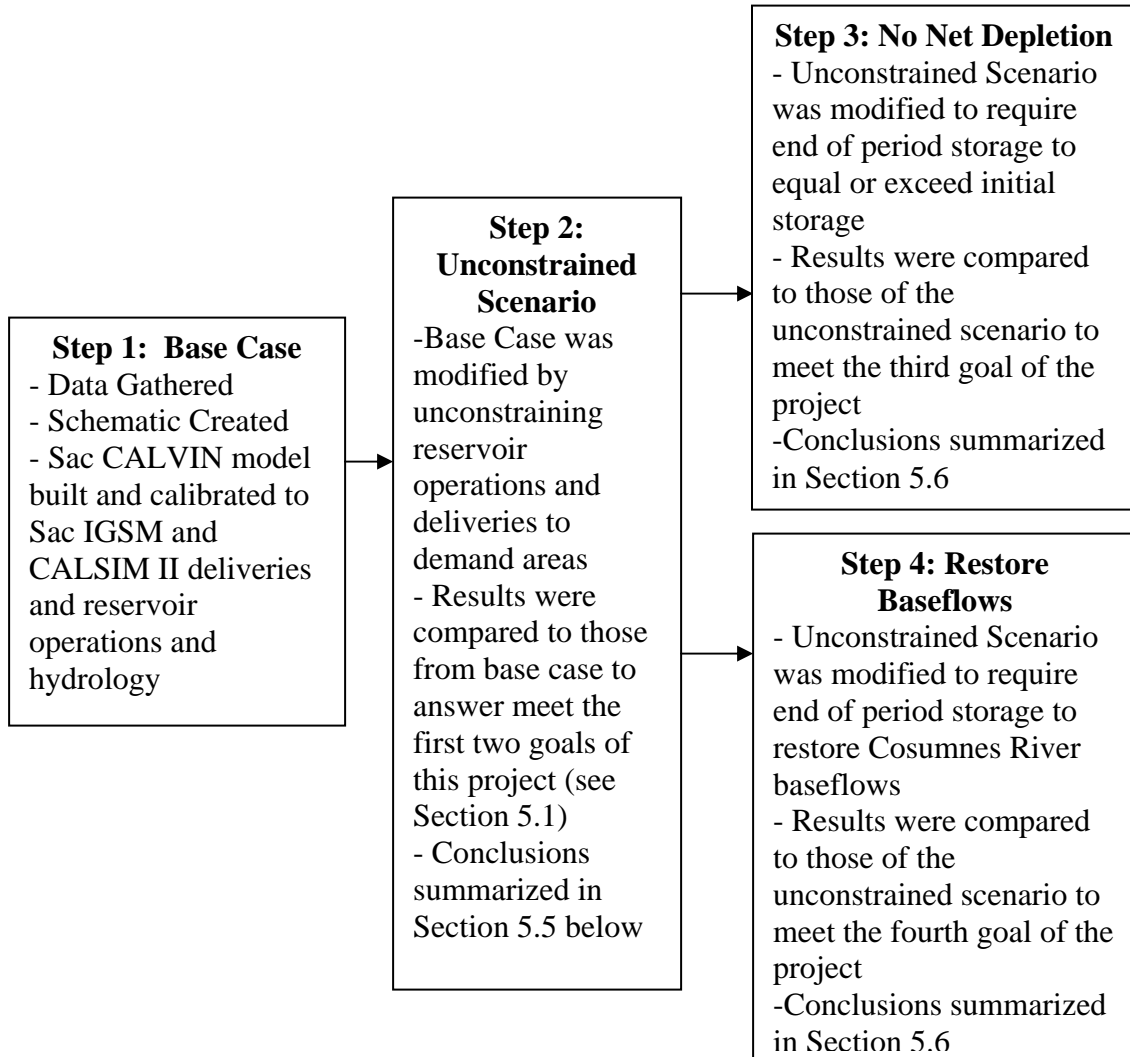 Step 1:  Base Case
- Data Gathered
- Schematic Created
- Sac CALVIN model
built and calibrated to
Sac IGSM and
CALSIM II deliveries
and reservoir
operations and
hydrology
Step 2:
Unconstrained
Scenario
-Base Case was
modified by
unconstraining
reservoir
operations and
deliveries to
demand areas
- Results were
compared to those
from base case to
answer meet the
first two goals of
this project (see
Section 5.1)
- Conclusions
summarized in
Section 5.5 below
Step 3: No Net Depletion
- Unconstrained Scenario
was modified to require
end of period storage to
equal or exceed initial
storage
- Results were compared
to those of the
unconstrained scenario to
meet the third goal of the
project
-Conclusions summarized
in Section 5.6
Step 4: Restore
Baseflows
- Unconstrained Scenario
was modified to require
end of period storage to
restore Cosumnes River
baseflows
- Results were compared
to those of the
unconstrained scenario to
meet the fourth goal of the
project
-Conclusions summarized
in Section 5.6